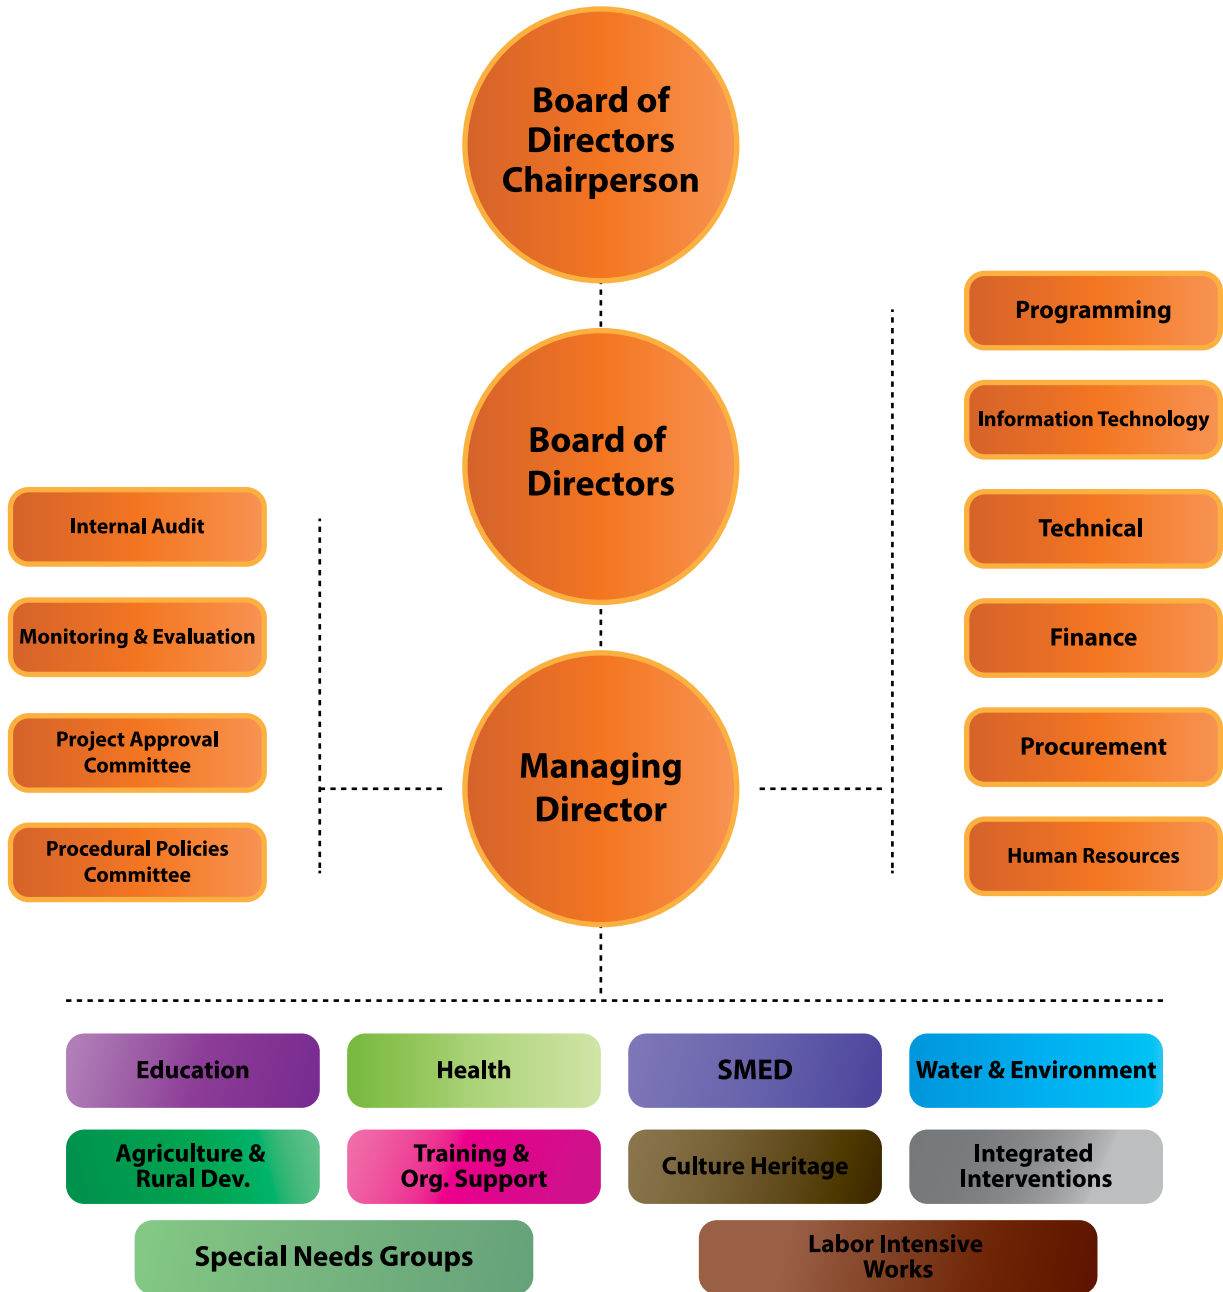 Board of
Directors
Chairperson
Board of
Directors
Managing
Director
Internal Audit
Monitoring & Evaluation
Project Approval
Committee
Procedural Policies
Committee
Programming
Information Technology
Technical
Finance
Procurement
Human Resources
Education
Health
SMED
Water & Environment
Agriculture &
Rural Dev.
Training &
Org. Support
Culture Heritage
Integrated
Interventions
Special Needs Groups
Labor Intensive
Works